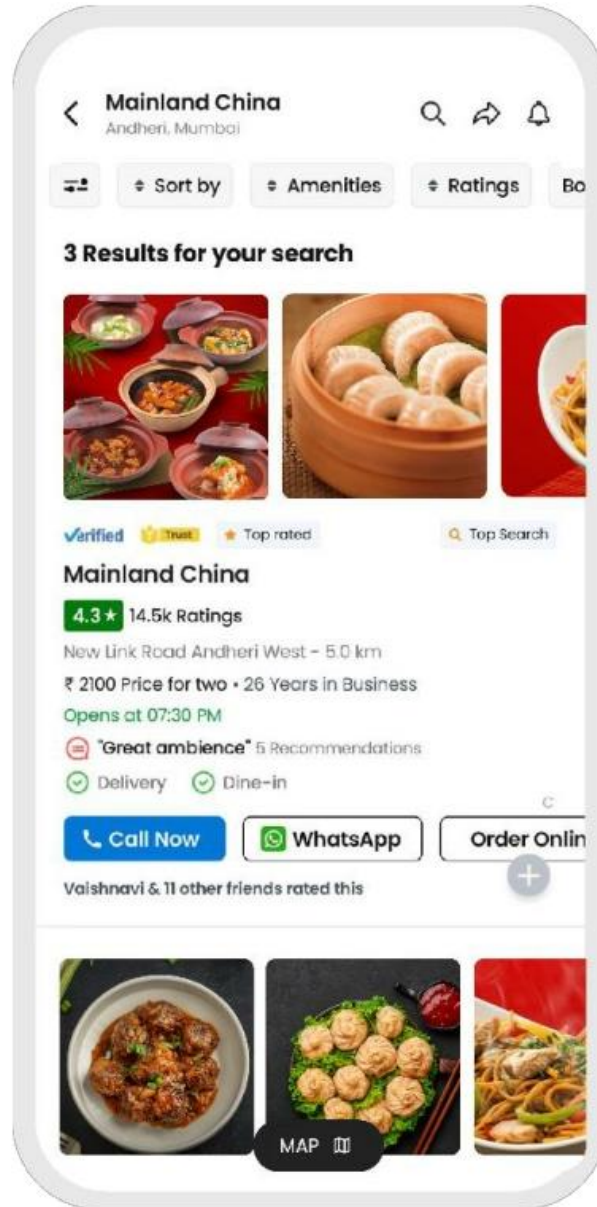 Mainland China
Andheri, Mumbai
Sort by
Amenities
Ratings
Bo
3 Results for your search
Verified
Trust
Top rated
Top Search
Mainland China
4.3★ 14.5k Ratings
New Link Road Andheri West - 5.0 km
₹ 2100 Price for two • 26 Years in Business
Opens at 07:30 PM
"Great ambience" 5 Recommendations
Delivery
Dine-in
C
Call Now
WhatsApp
Order Onlin
Vaishnavi & 11 other friends rated this
MAP